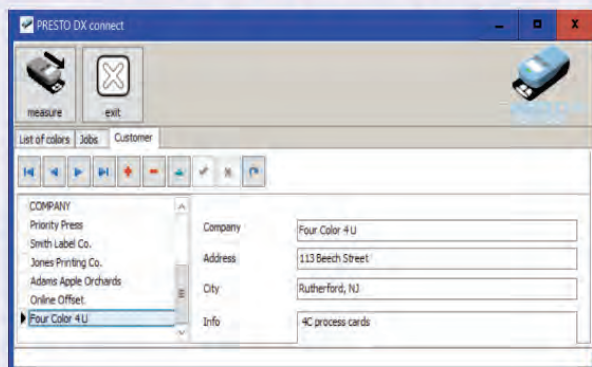 PRESTO DX connect
measure exit
List of colors Jobs Customer
COMPANY
Priority Press
Smith Label Co.
Jones Printing Co.
Adams Apple Orchards
Online Offset
Four Color 4U
Company Four Color 4U
Address 113 Beech Street
City Rutherford, NJ
Info 4C process cards